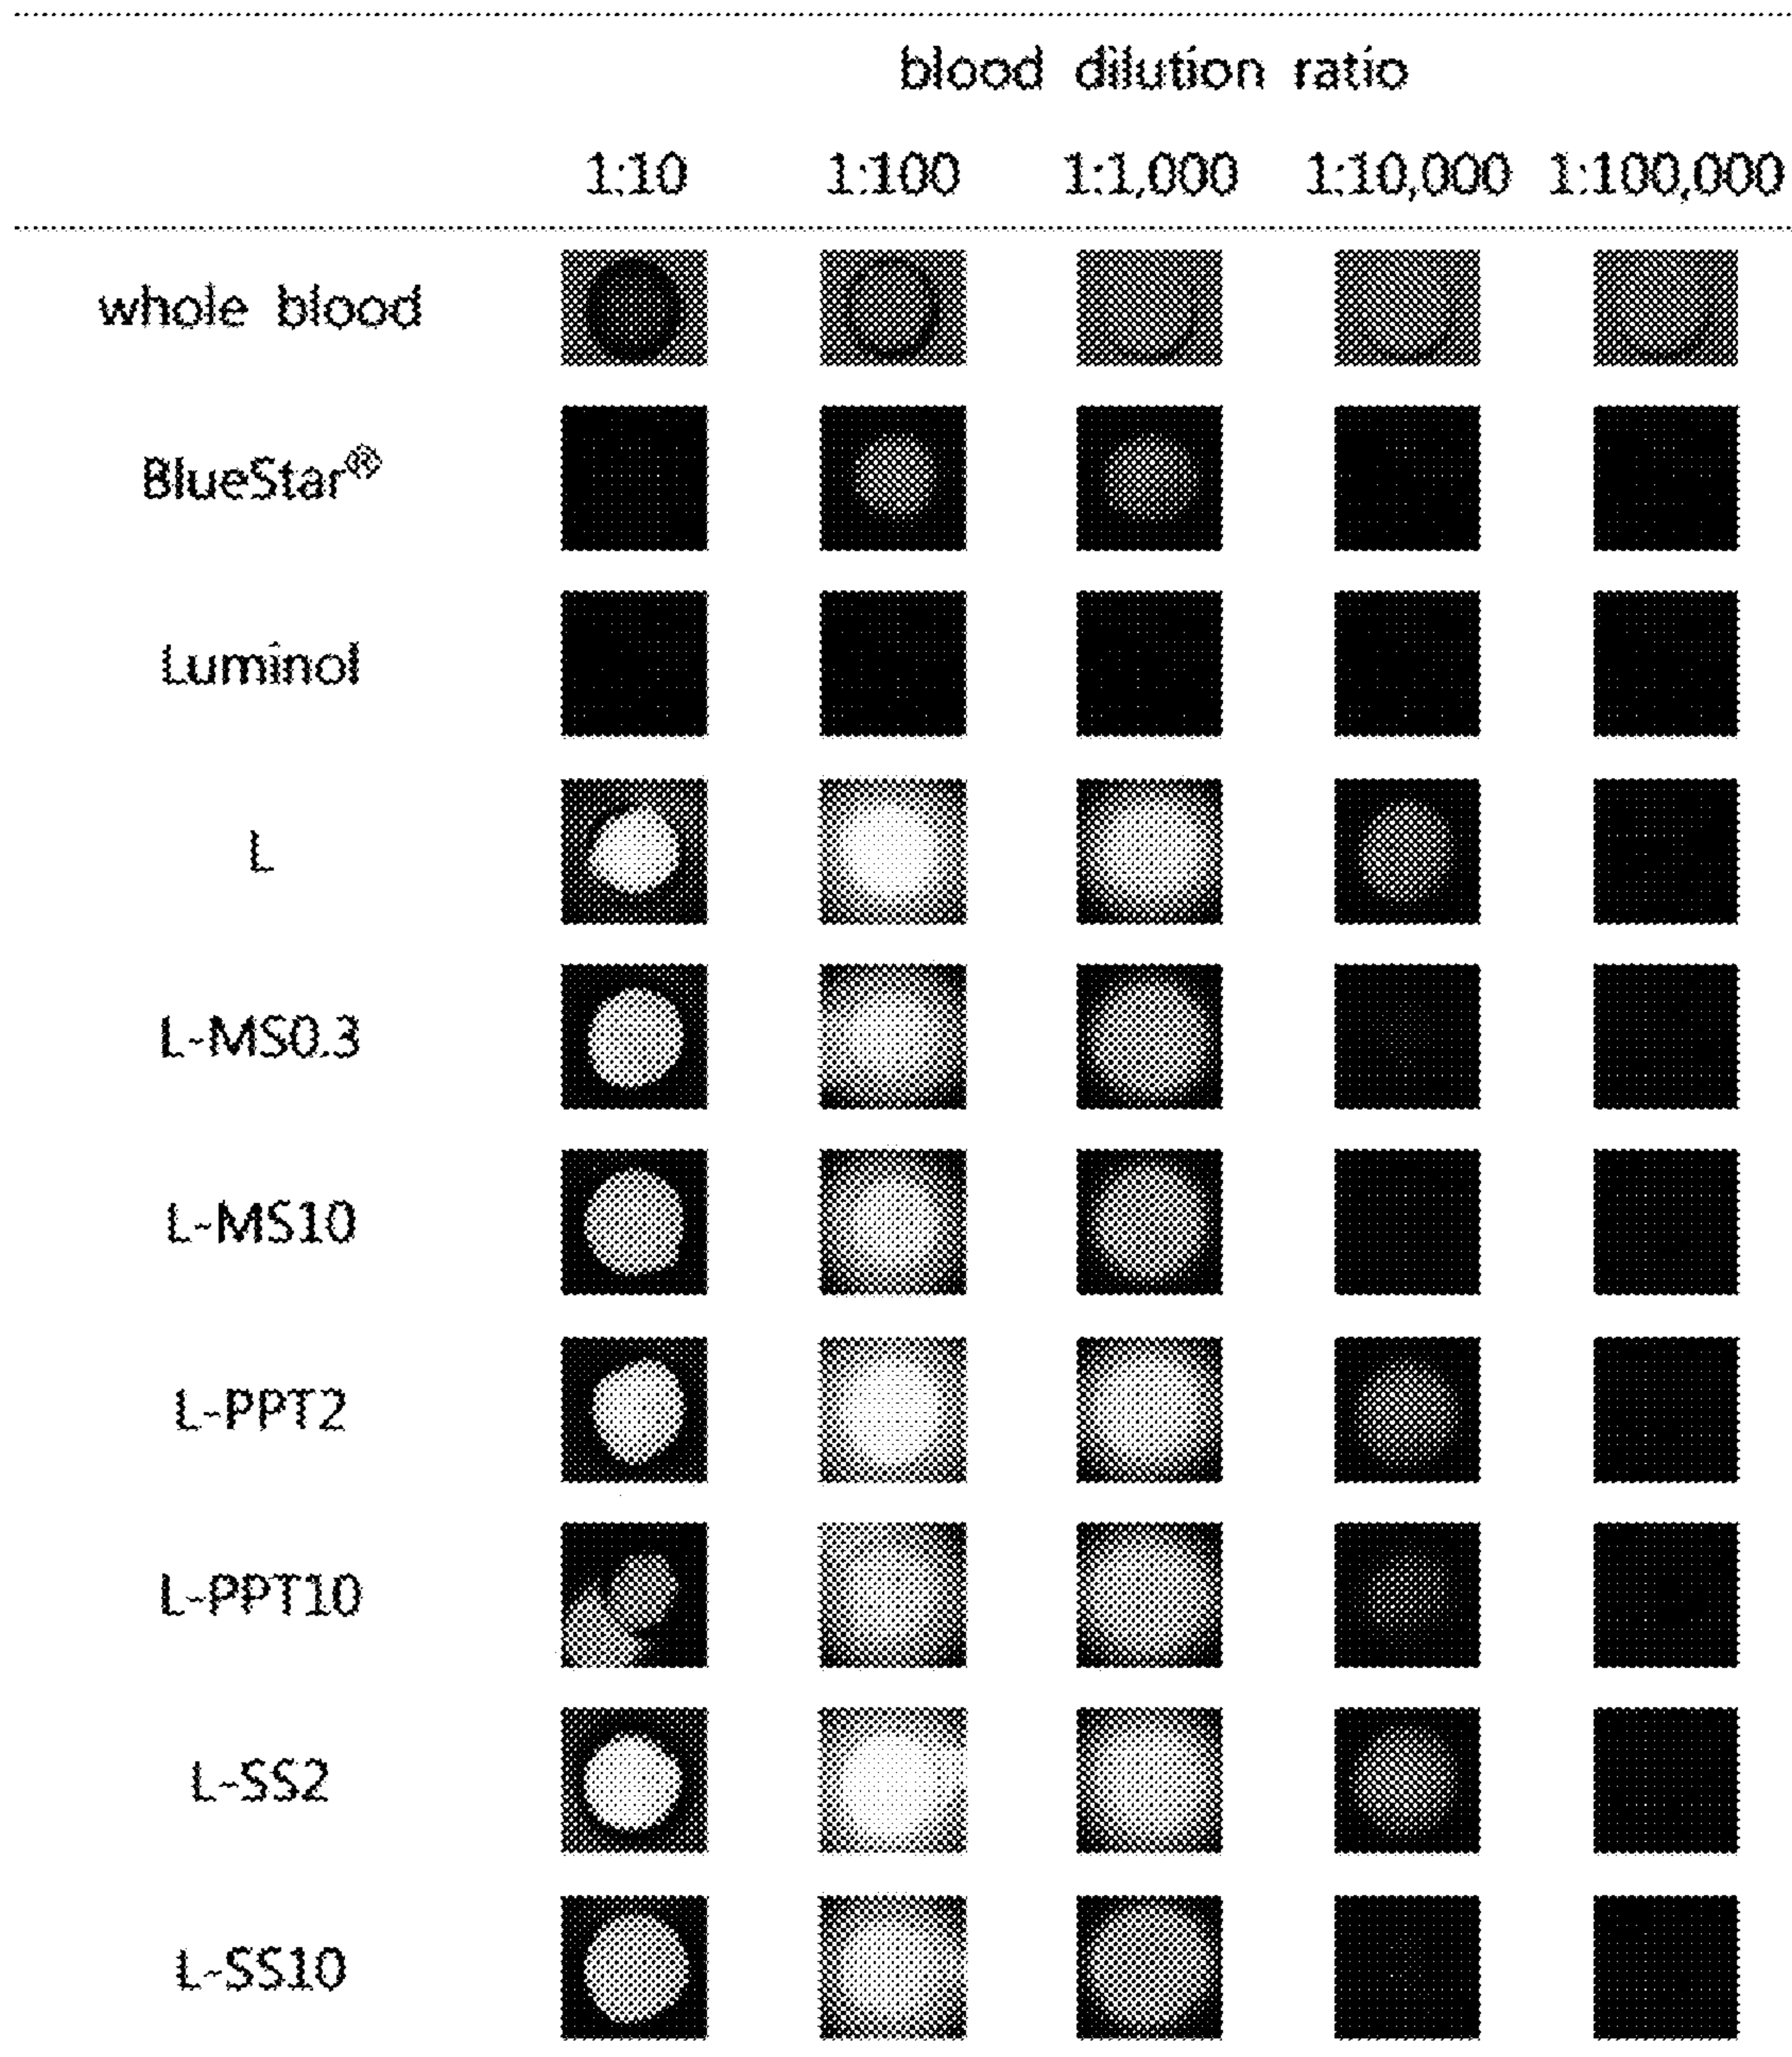 blood dilution ratio
1:10 1:100 1:1,000 1:10,000 1:100,000
whole blood
BlueStar®
Luminol
L
L-MS0.3
L-MS10
L-PPT2
L-PPT10
L-SS2
L-SS10